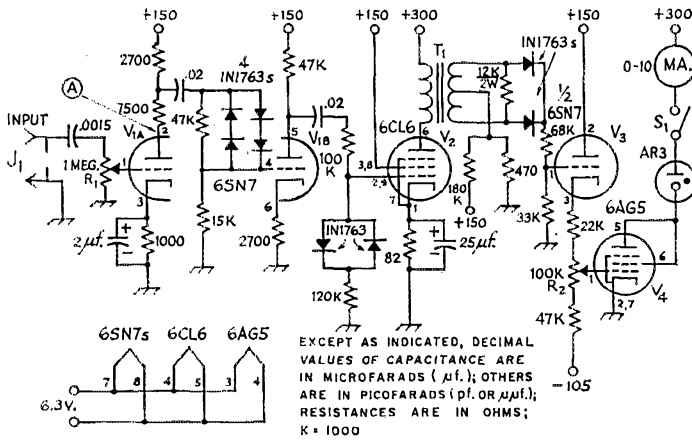 +150
+150
+300
+150
+300
2700
.02
4
IN1763s
47K
T1
12K
2W
IN1763s
0-10
MA.
A
7500
2
47K
.02
5
6CL6
6
½
6SN7
68K
2
V3
S1
INPUT
.0015
V1A
V1B
100
K
V2
AR3
J1
1 MEG.
R1
1
6SN7
4
3,8
2,9
7
1
180
K
470
1
3
6AG5
3
6
+150
33K
22K
5
2μf.
+
−
1000
15K
2700
IN1763
82
+
−
25μf.
100K
R2
1
6
2,7
V4
120K
47K
−105
6SN7s
6CL6
6AG5
7
8
4
5
3
4
6.3V.
EXCEPT AS INDICATED, DECIMAL
VALUES OF CAPACITANCE ARE
IN MICROFARADS (μf.); OTHERS
ARE IN PICOFARADS (pf. OR μμf.);
RESISTANCES ARE IN OHMS;
K = 1000